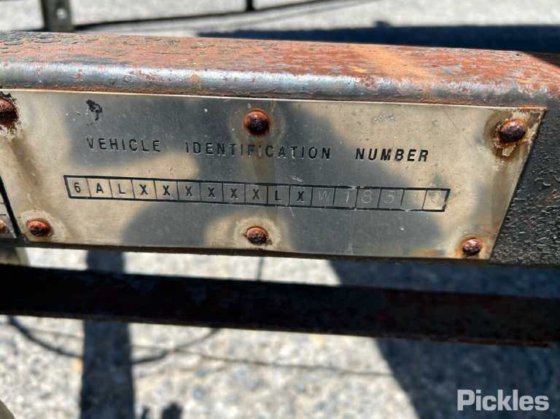 VEHICLE IDENTIFICATION NUMBER
6ALXXXXXXLX
Pickles